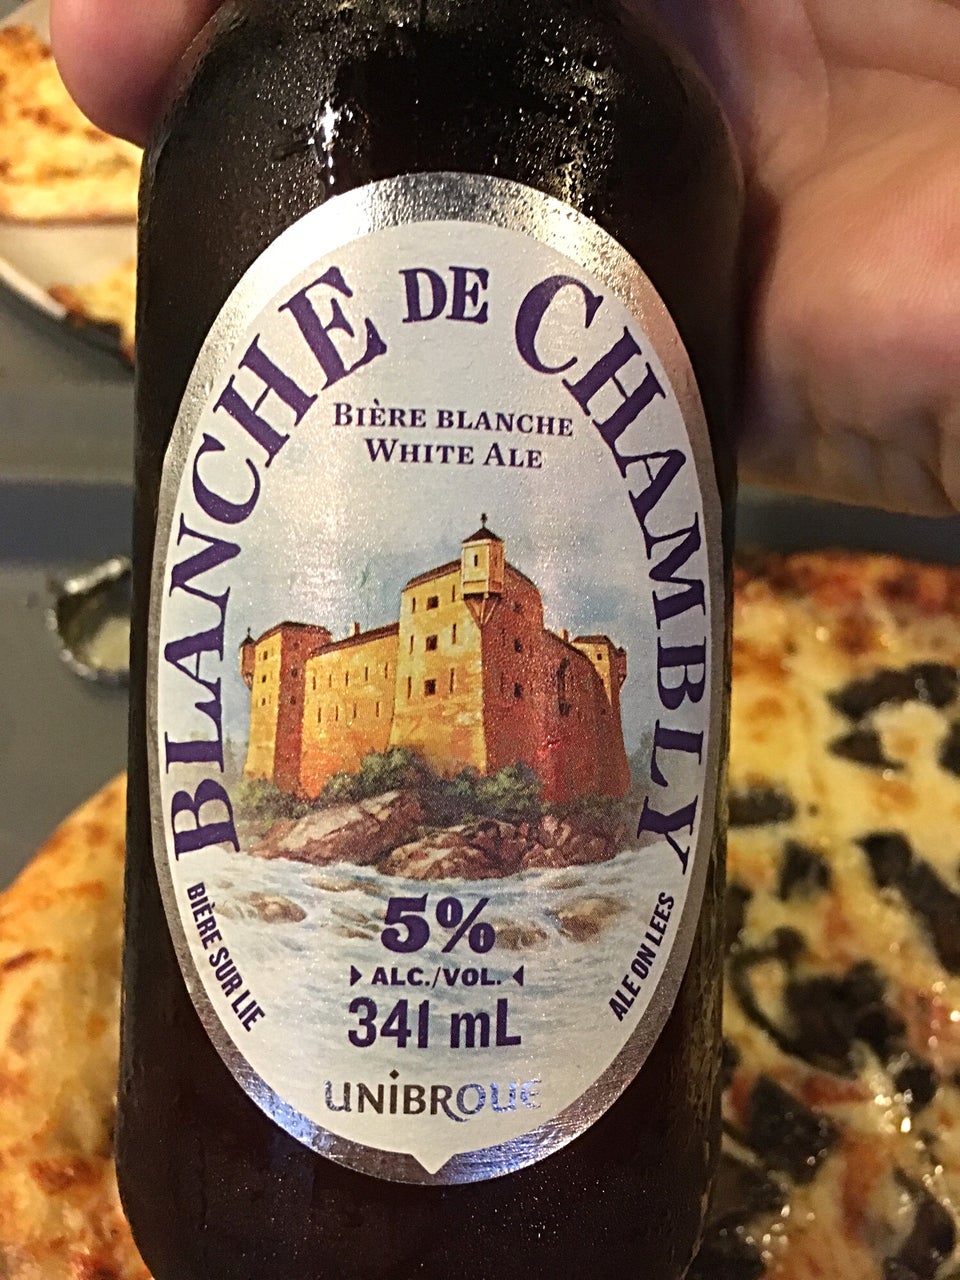 BLANCHE DE CHAMBLY
BIÈRE BLANCHE
WHITE ALE
5%
ALC./VOL.
341 mL
BIÈRE SUR LIE
ALE ON LEES
UNIBROUE